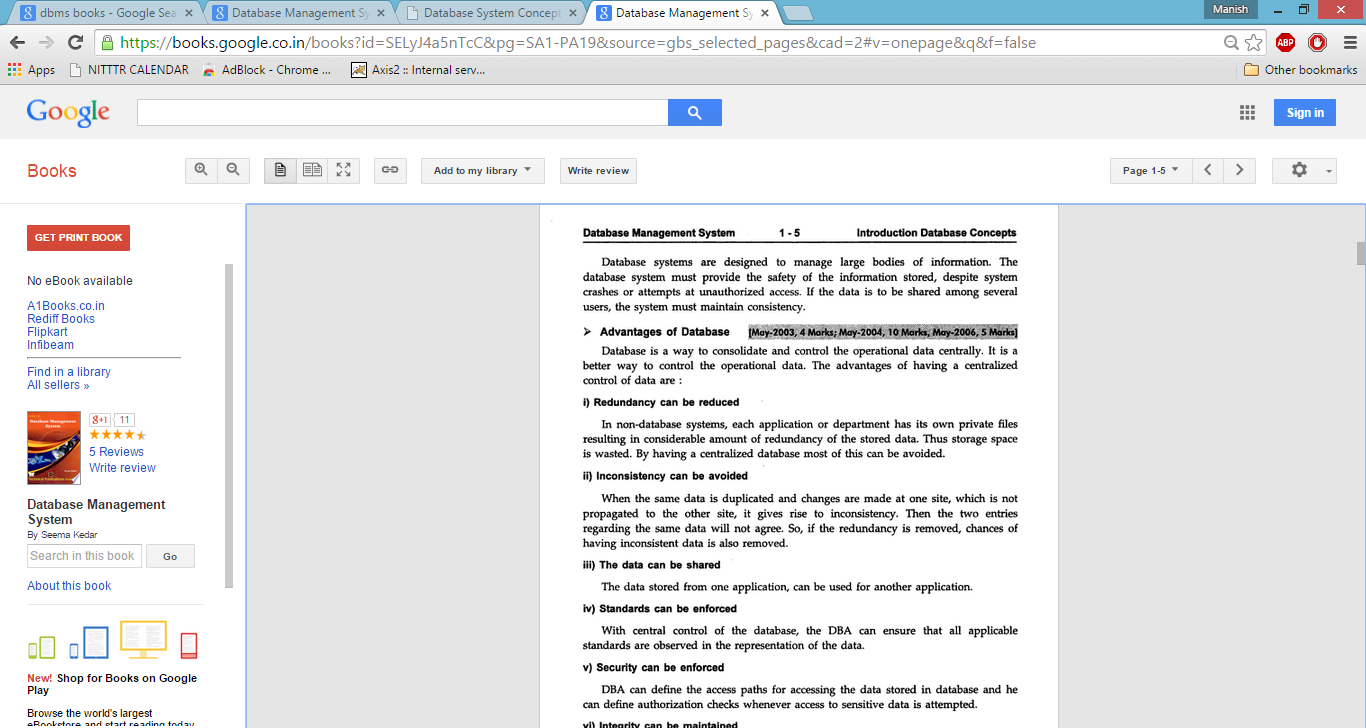 dbms books - Google Sea
Database Management Sy
Database System Concept
Database Management Sy
Manish
https://books.google.co.in/books?id=SELyJ4a5nTcC&pg=SA1-PA19&source=gbs_selected_pages&cad=2#v=onepage&q&f=false
ABP
Apps
NITTTR CALENDAR
AdBlock - Chrome ...
Axis2 :: Internal serv...
Other bookmarks
Google
Sign in
Books
Add to my library
Write review
Page 1-5
GET PRINT BOOK
No eBook available
A1Books.co.in
Rediff Books
Flipkart
Infibeam
Find in a library
All sellers »
Database Management
System
g+1 11
5 Reviews
Write review
Database Management
System
By Seema Kedar
Search in this book
Go
About this book
New! Shop for Books on Google
Play
Browse the world's largest
eBookstore and start reading today
Database Management System 1 - 5 Introduction Database Concepts
Database systems are designed to manage large bodies of information. The
database system must provide the safety of the information stored, despite system
crashes or attempts at unauthorized access. If the data is to be shared among several
users, the system must maintain consistency.
➤ Advantages of Database [May-2003, 4 Marks; May-2004, 10 Marks, May-2006, 5 Marks]
Database is a way to consolidate and control the operational data centrally. It is a
better way to control the operational data. The advantages of having a centralized
control of data are :
i) Redundancy can be reduced
In non-database systems, each application or department has its own private files
resulting in considerable amount of redundancy of the stored data. Thus storage space
is wasted. By having a centralized database most of this can be avoided.
ii) Inconsistency can be avoided
When the same data is duplicated and changes are made at one site, which is not
propagated to the other site, it gives rise to inconsistency. Then the two entries
regarding the same data will not agree. So, if the redundancy is removed, chances of
having inconsistent data is also removed.
iii) The data can be shared
The data stored from one application, can be used for another application.
iv) Standards can be enforced
With central control of the database, the DBA can ensure that all applicable
standards are observed in the representation of the data.
v) Security can be enforced
DBA can define the access paths for accessing the data stored in database and he
can define authorization checks whenever access to sensitive data is attempted.
vi) Integrity can be maintained